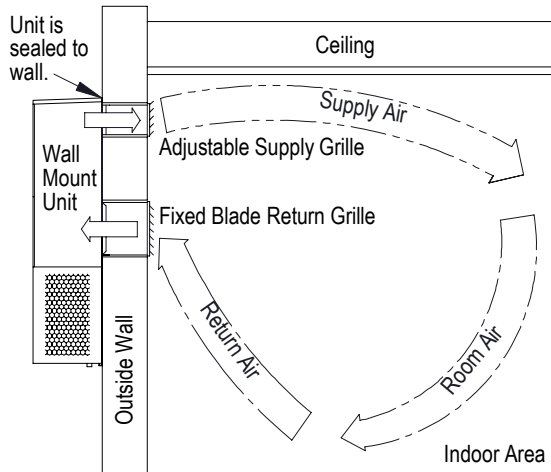 Unit is
sealed to
wall.
Ceiling
Supply Air
Adjustable Supply Grille
Wall
Mount
Unit
Fixed Blade Return Grille
Return Air
Room Air
Outside Wall
Indoor Area